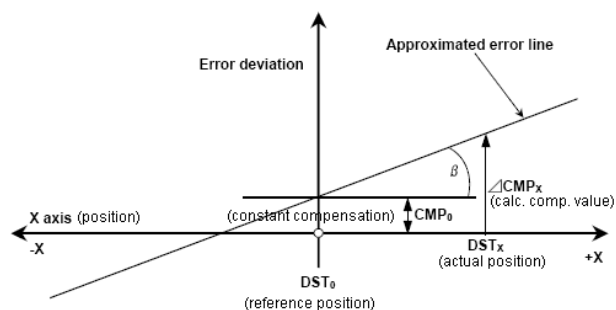 Approximated error line
Error deviation
ß
⊿CMPx
(calc. comp. value)
X axis (position)
(constant compensation)
CMP₀
-X
DSTx
(actual position)
+X
DST₀
(reference position)